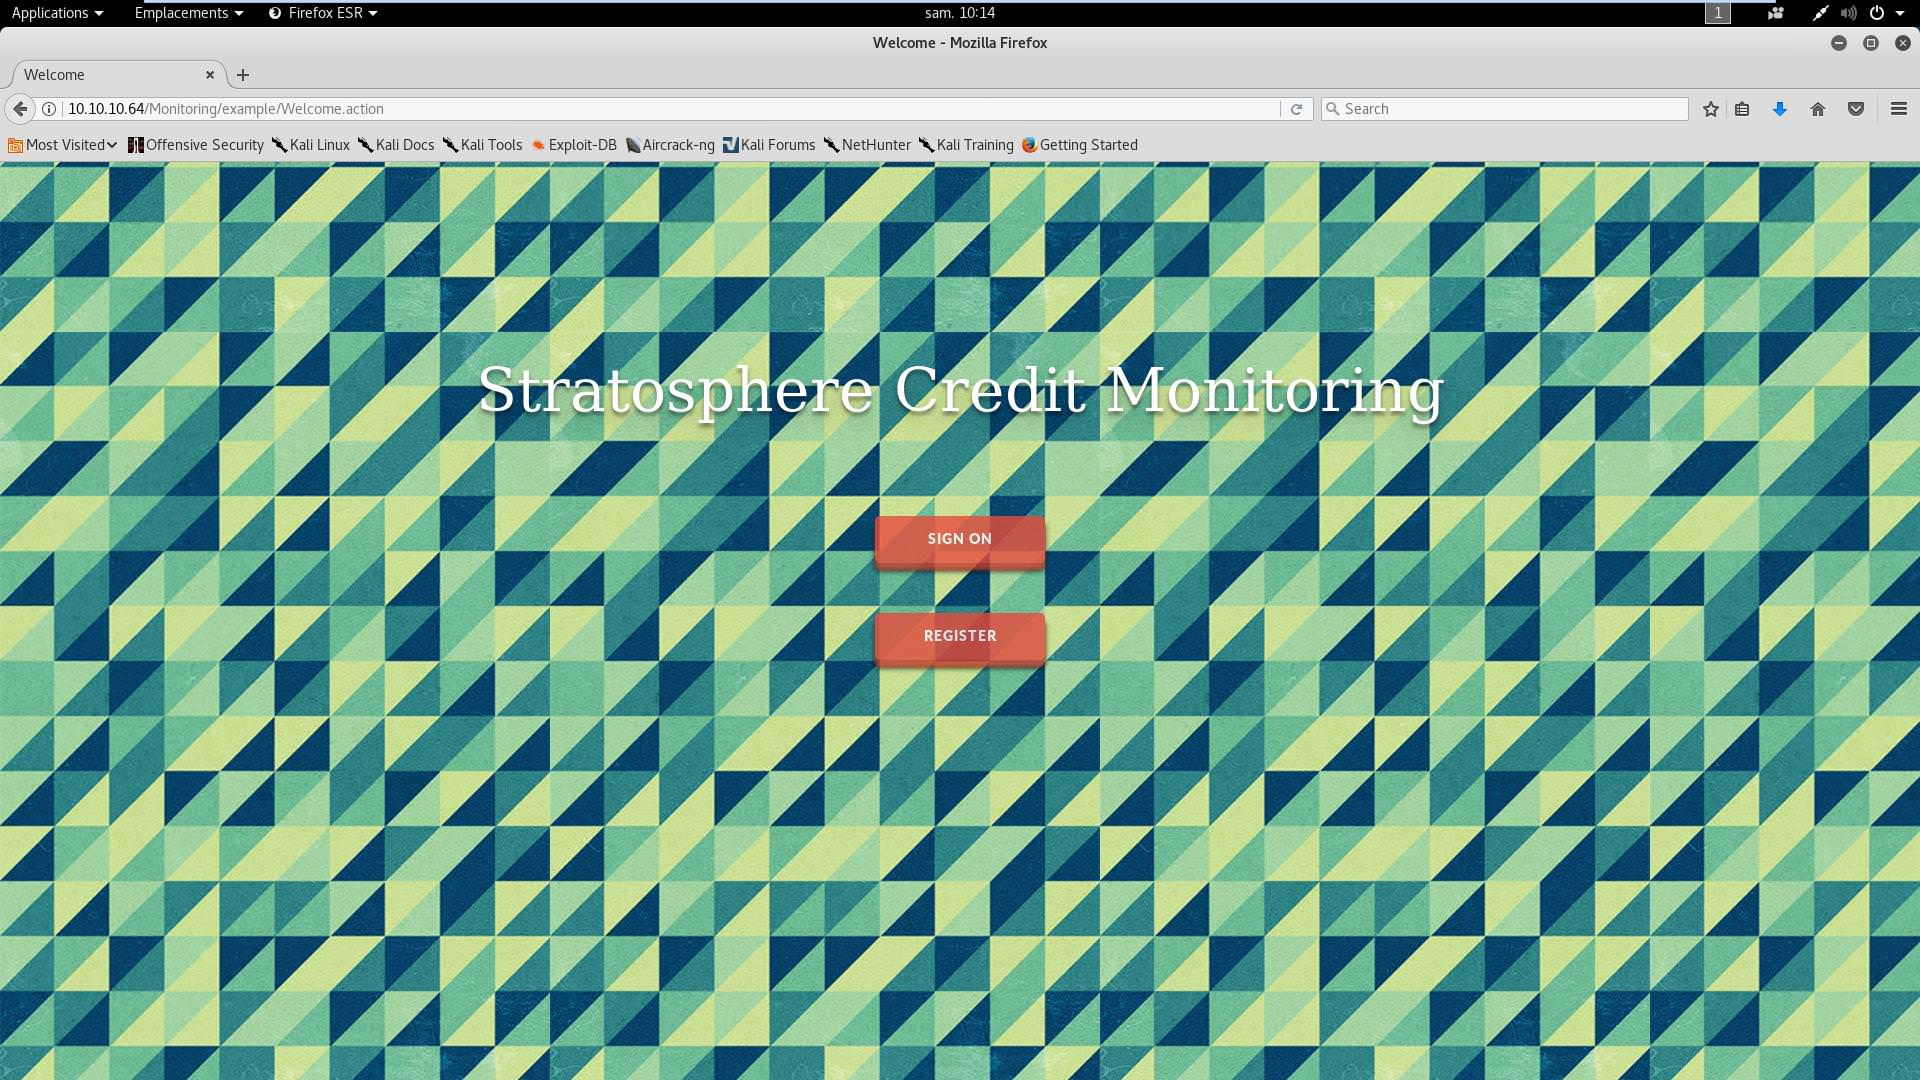 Applications Emplacements Firefox ESR sam. 10:14 1
Welcome - Mozilla Firefox
Welcome
10.10.10.64/Monitoring/example/Welcome.action Search
Most Visited Offensive Security Kali Linux Kali Docs Kali Tools Exploit-DB Aircrack-ng Kali Forums NetHunter Kali Training Getting Started
Stratosphere Credit Monitoring
SIGN ON
REGISTER